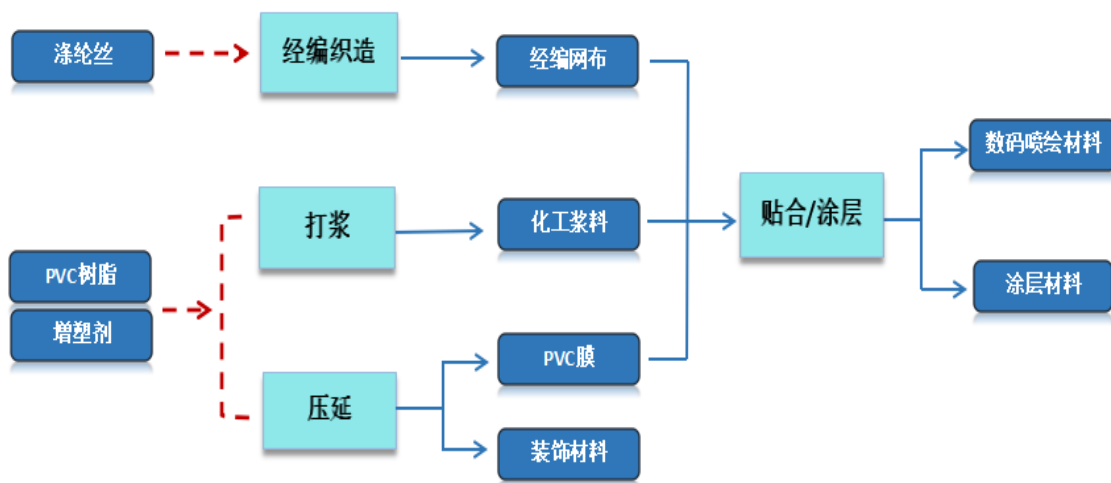 涤纶丝
经编织造
经编网布
数码喷绘材料
打浆
化工浆料
贴合/涂层
PVC树脂
增塑剂
涂层材料
压延
PVC膜
装饰材料